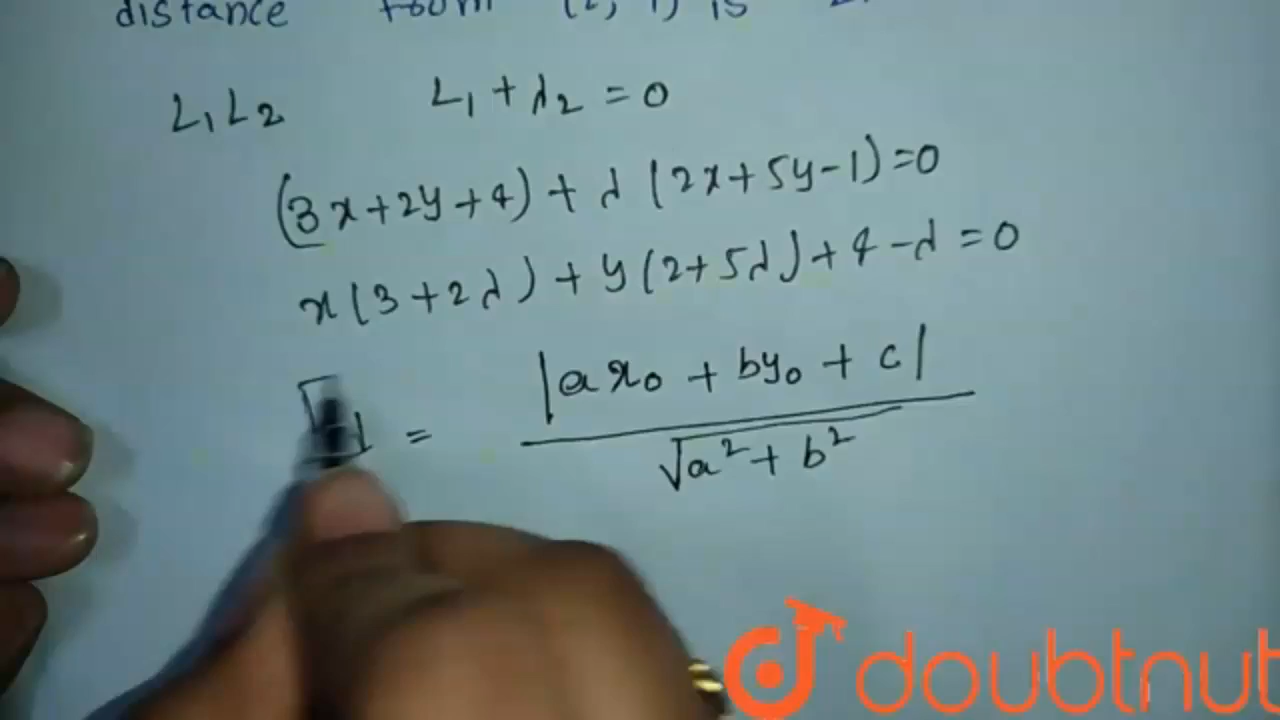 distance from (2, 1) is 2
L₁L₂ L₁ + λ₂ = 0
(3x+2y+4) + λ (2x+5y-1) = 0
x(3+2λ) + y(2+5λ) + 4 - λ = 0
= |ax₀ + by₀ + c|
√a² + b²
doubtnut